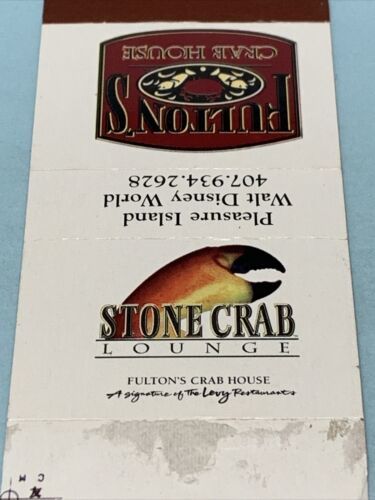 FULTON'S
CRAB HOUSE
Pleasure Island
Walt Disney World
407.934.2628
STONE CRAB
LOUNGE
FULTON'S CRAB HOUSE
A signature of The Levy Restaurants
C M